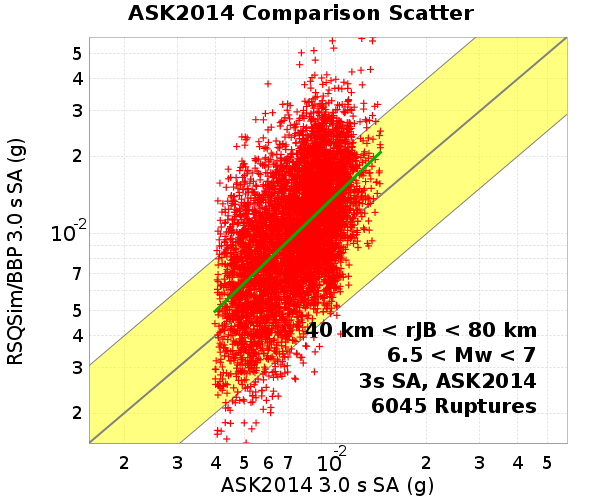 ASK2014 Comparison Scatter
RSQSim/BBP 3.0 s SA (g)
5
4
3
2
10-2
7
5
4
3
2
40 km < rJB < 80 km
6.5 < Mw < 7
3s SA, ASK2014
6045 Ruptures
2 3 4 5 6 7 10-2 2 3 4 5
ASK2014 3.0 s SA (g)